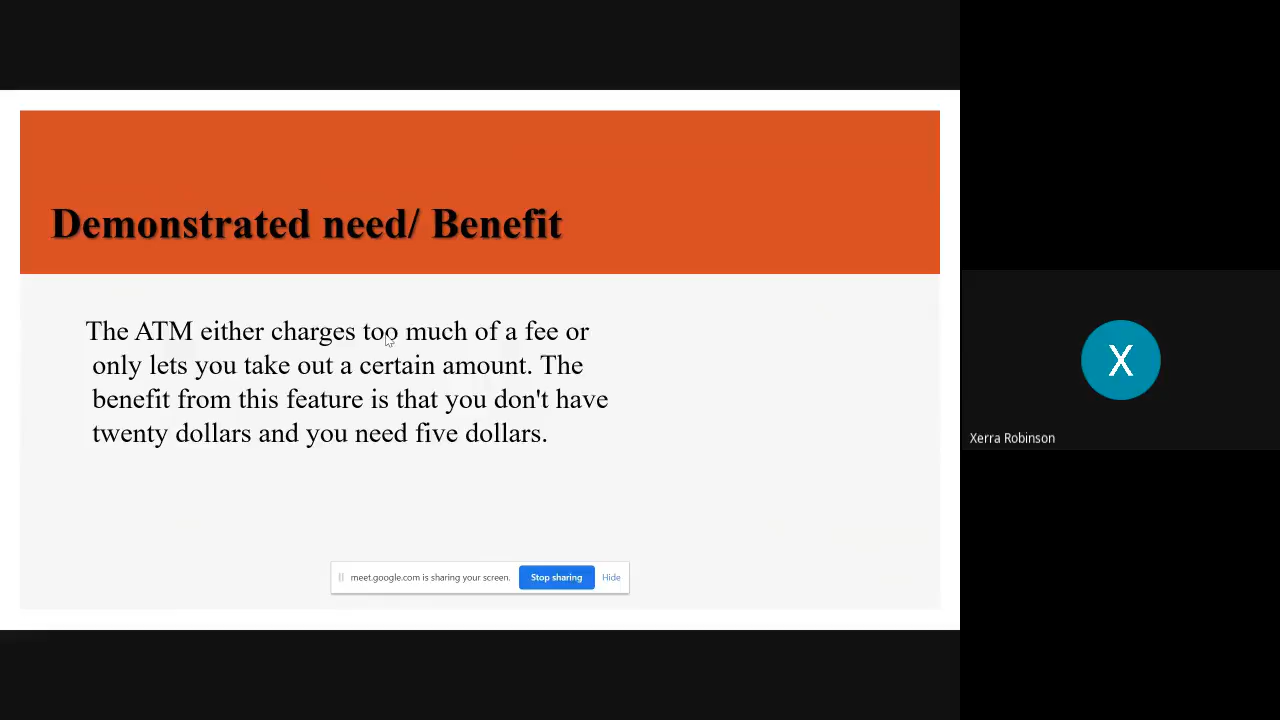 Demonstrated need/ Benefit
The ATM either charges too much of a fee or
only lets you take out a certain amount. The
benefit from this feature is that you don't have
twenty dollars and you need five dollars.
meet.google.com is sharing your screen. Stop sharing Hide
X
Xerra Robinson